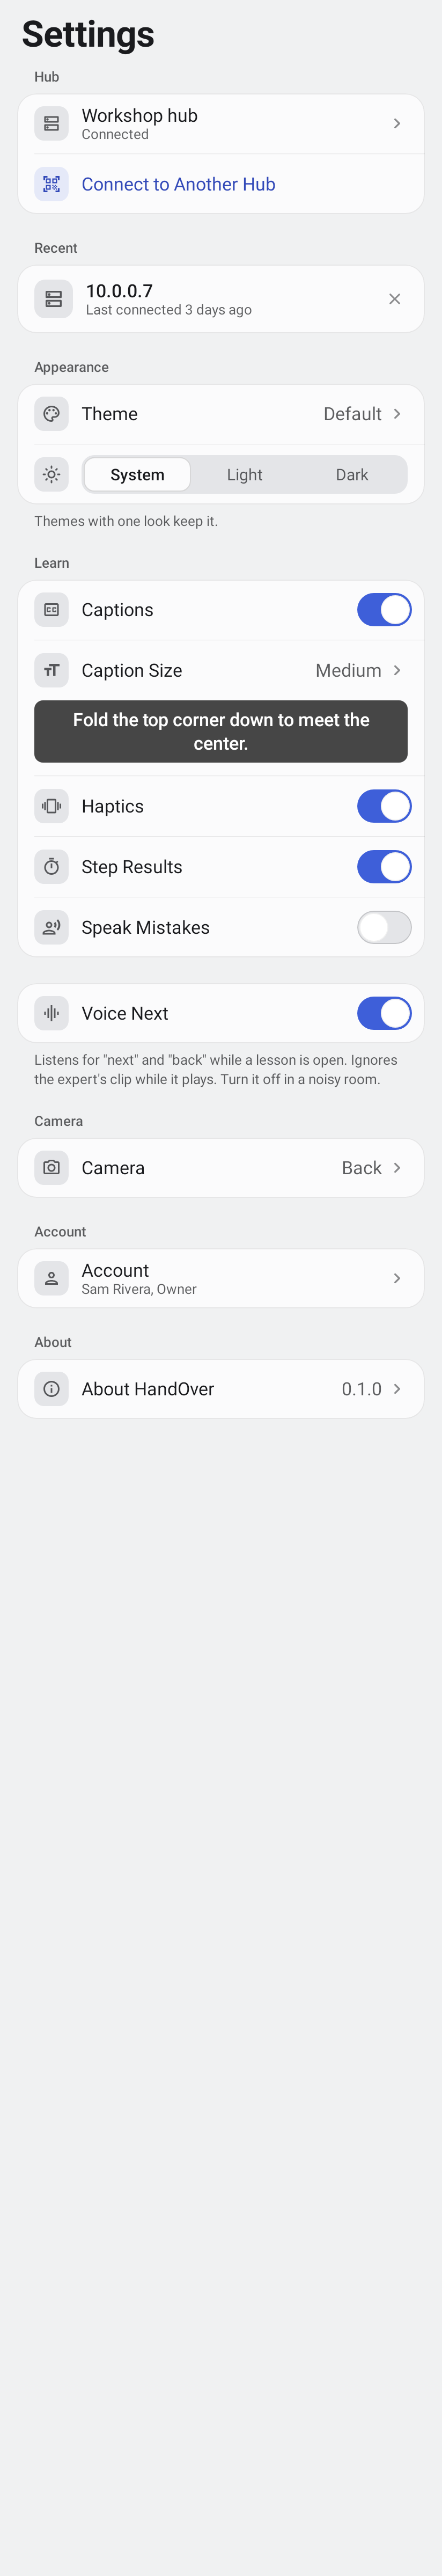 Settings
Hub
Workshop hub
Connected
Connect to Another Hub
Recent
10.0.0.7
Last connected 3 days ago
Appearance
Theme
Default
System
Light
Dark
Themes with one look keep it.
Learn
Captions
Caption Size
Medium
Fold the top corner down to meet the
center.
Haptics
Step Results
Speak Mistakes
Voice Next
Listens for "next" and "back" while a lesson is open. Ignores
the expert's clip while it plays. Turn it off in a noisy room.
Camera
Camera
Back
Account
Account
Sam Rivera, Owner
About
About HandOver
0.1.0